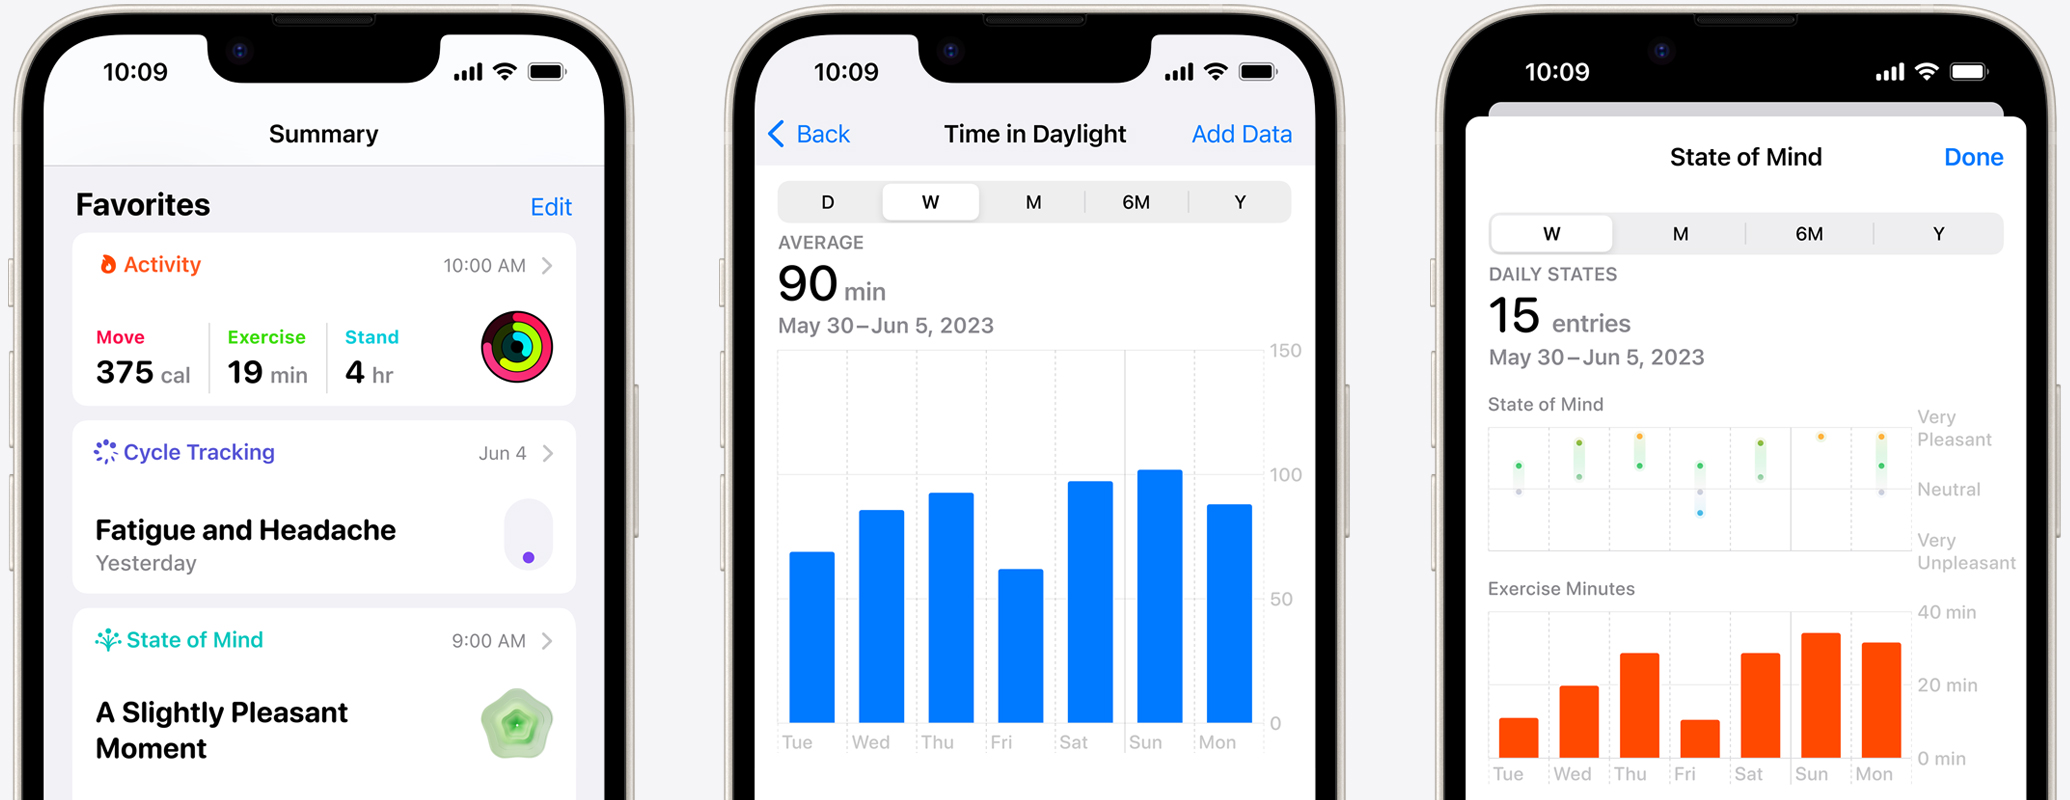 10:09
Summary
Favorites
Edit
Activity
10:00 AM
Move
Exercise
Stand
375 cal
19 min
4 hr
Cycle Tracking
Jun 4
Fatigue and Headache
Yesterday
State of Mind
9:00 AM
A Slightly Pleasant
Moment
10:09
Back
Time in Daylight
Add Data
D
W
M
6M
Y
AVERAGE
90 min
May 30–Jun 5, 2023
150
100
50
0
Tue
Wed
Thu
Fri
Sat
Sun
Mon
10:09
State of Mind
Done
W
M
6M
Y
DAILY STATES
15 entries
May 30–Jun 5, 2023
State of Mind
Very
Pleasant
Neutral
Very
Unpleasant
Exercise Minutes
40 min
20 min
0 min
Tue
Wed
Thu
Fri
Sat
Sun
Mon